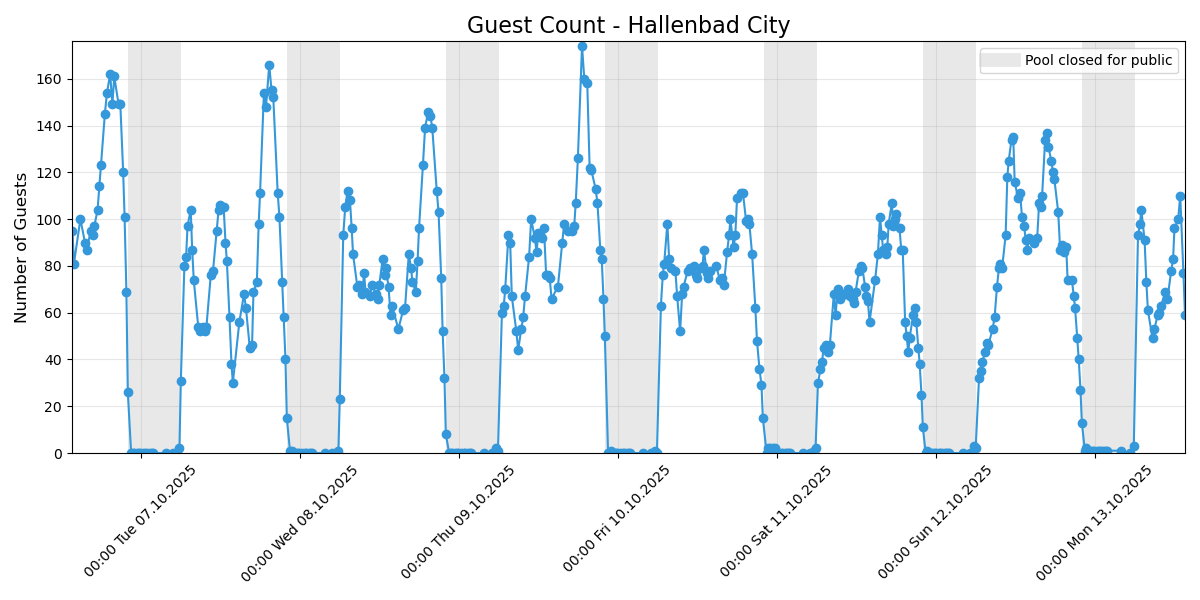 Guest Count - Hallenbad City
Pool closed for public
Number of Guests
160
140
120
100
80
60
40
20
0
00:00 Tue 07.10.2025
00:00 Wed 08.10.2025
00:00 Thu 09.10.2025
00:00 Fri 10.10.2025
00:00 Sat 11.10.2025
00:00 Sun 12.10.2025
00:00 Mon 13.10.2025